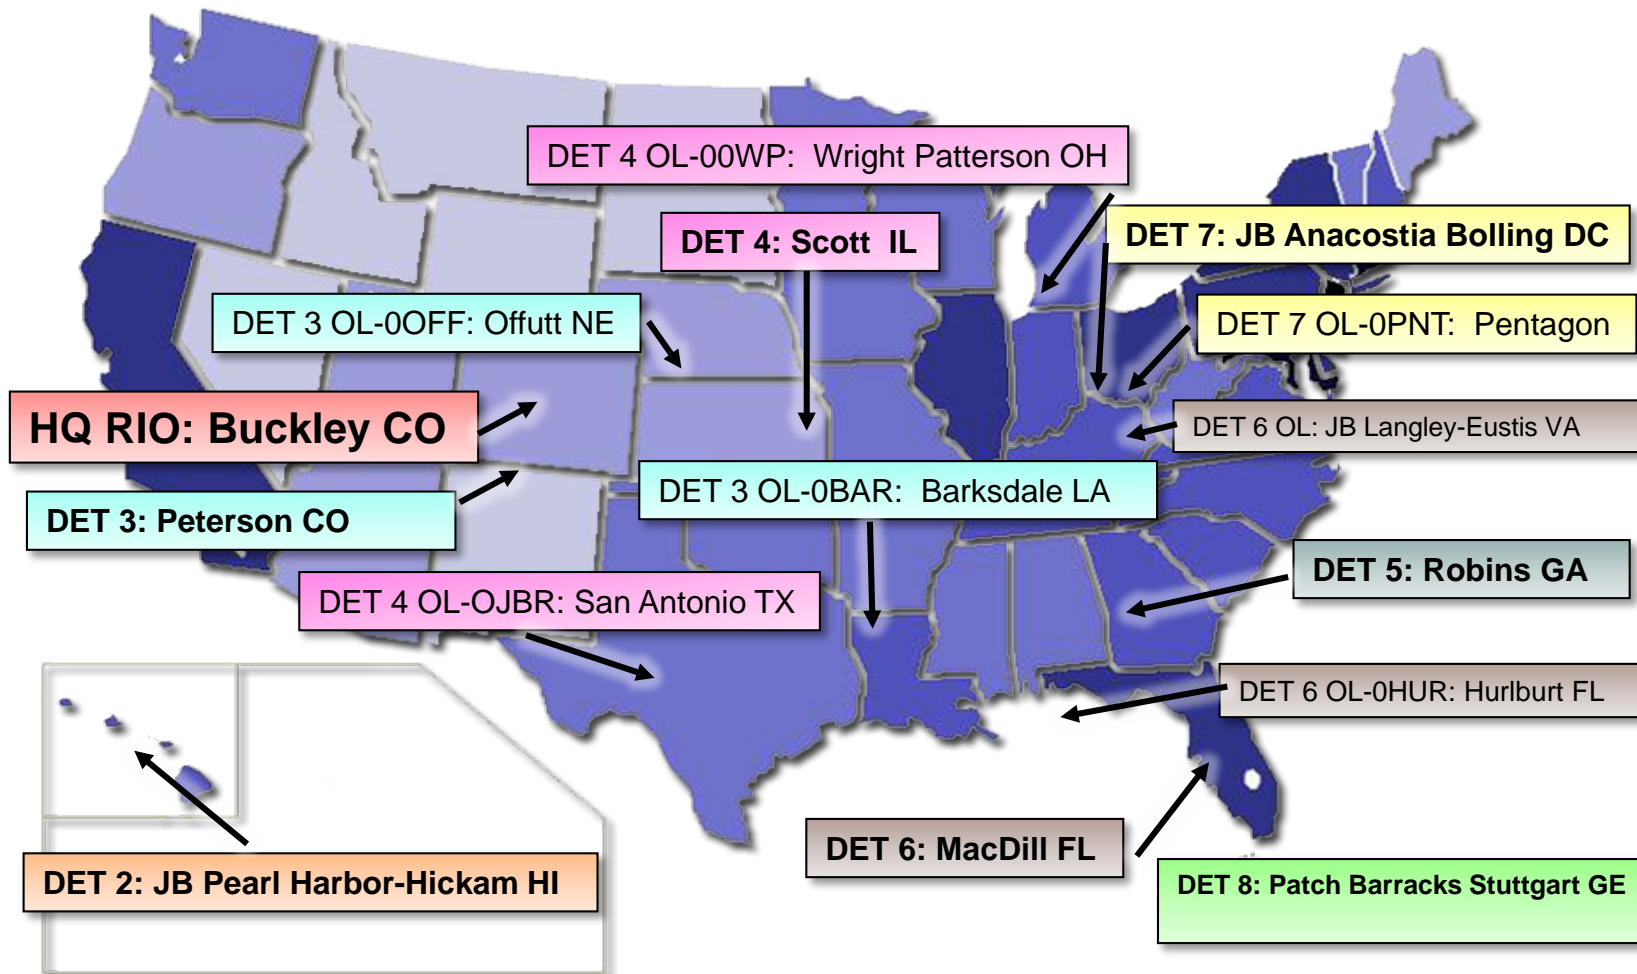 DET 4 OL-00WP:  Wright Patterson OH
DET 4: Scott  IL
DET 7: JB Anacostia Bolling DC
DET 3 OL-0OFF: Offutt NE
DET 7 OL-0PNT:  Pentagon
HQ RIO: Buckley CO
DET 6 OL: JB Langley-Eustis VA
DET 3 OL-0BAR:  Barksdale LA
DET 3: Peterson CO
DET 5: Robins GA
DET 4 OL-OJBR: San Antonio TX
DET 6 OL-0HUR: Hurlburt FL
DET 6: MacDill FL
DET 2: JB Pearl Harbor-Hickam HI
DET 8: Patch Barracks Stuttgart GE